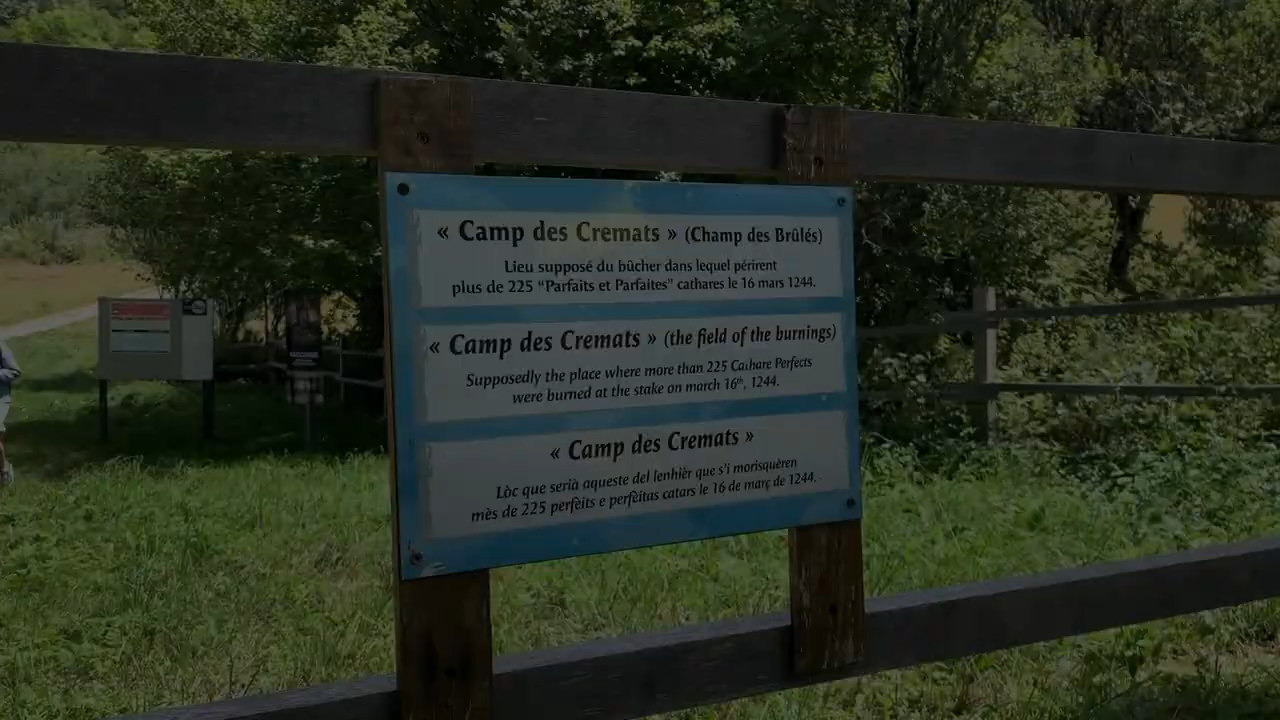 « Camp des Cremats » (Champ des Brûlés)
Lieu supposé du bûcher dans lequel périrent
plus de 225 “Parfaits et Parfaites” cathares le 16 mars 1244.
« Camp des Cremats » (the field of the burnings)
Supposedly the place where more than 225 Cathare Perfects
were burned at the stake on march 16th, 1244.
« Camp des Cremats »
Lòc que serià aqueste del lenhièr que s'i morisquèren
mès de 225 perfèits e perfèitas catars le 16 de març de 1244.